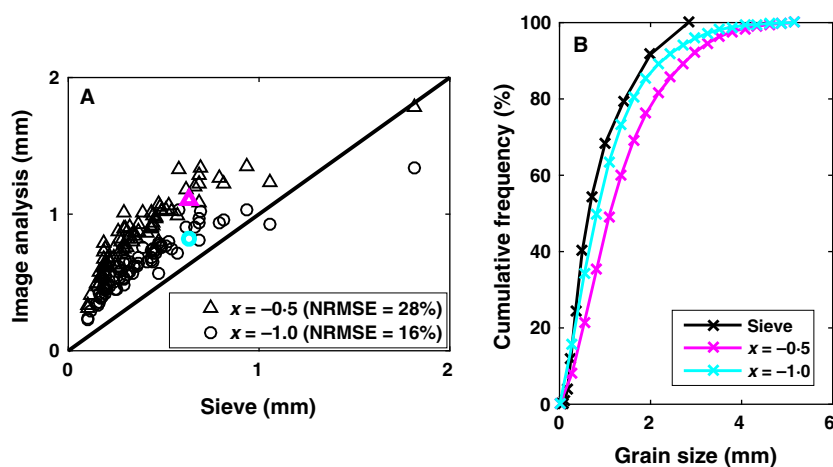 2
A
1
0
0
1
2
Image analysis (mm)
Sieve (mm)
x = –0·5 (NRMSE = 28%)
x = –1.0 (NRMSE = 16%)
100
B
80
60
40
20
0
0
2
4
6
Cumulative frequency (%)
Grain size (mm)
Sieve
x = –0·5
x = –1·0